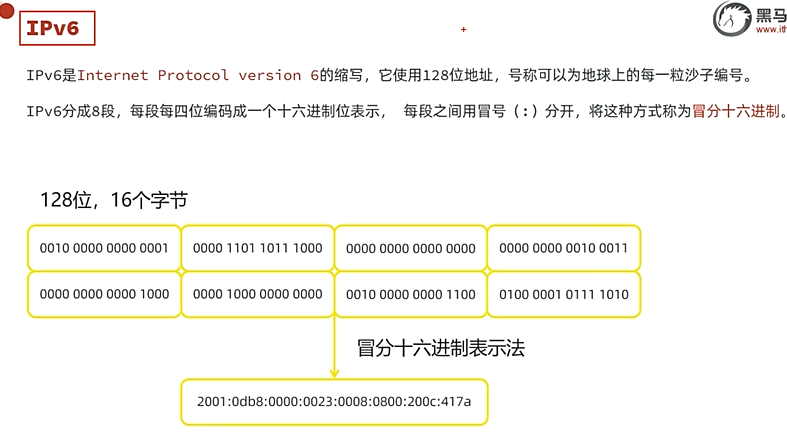 IPv6
黑马
www.itl
IPv6是Internet Protocol version 6的缩写，它使用128位地址，号称可以为地球上的每一粒沙子编号。
IPv6分成8段，每段每四位编码成一个十六进制位表示， 每段之间用冒号（:）分开，将这种方式称为冒分十六进制。
128位，16个字节
0010 0000 0000 0001 0000 1101 1011 1000 0000 0000 0000 0000 0000 0000 0010 0011
0000 0000 0000 1000 0000 1000 0000 0000 0010 0000 0000 1100 0100 0001 0111 1010
冒分十六进制表示法
2001:0db8:0000:0023:0008:0800:200c:417a